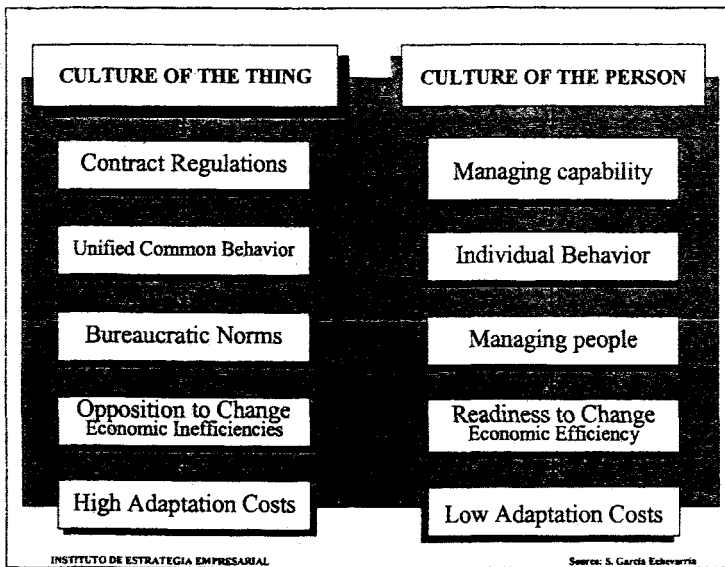 CULTURE OF THE THING
Contract Regulations
Unified Common Behavior
Bureaucratic Norms
Opposition to Change
Economic Inefficiencies
High Adaptation Costs
CULTURE OF THE PERSON
Managing capability
Individual Behavior
Managing people
Readiness to Change
Economic Efficiency
Low Adaptation Costs
INSTITUTO DE ESTRATEGIA EMPRESARIAL
Source: S. García Echevarría